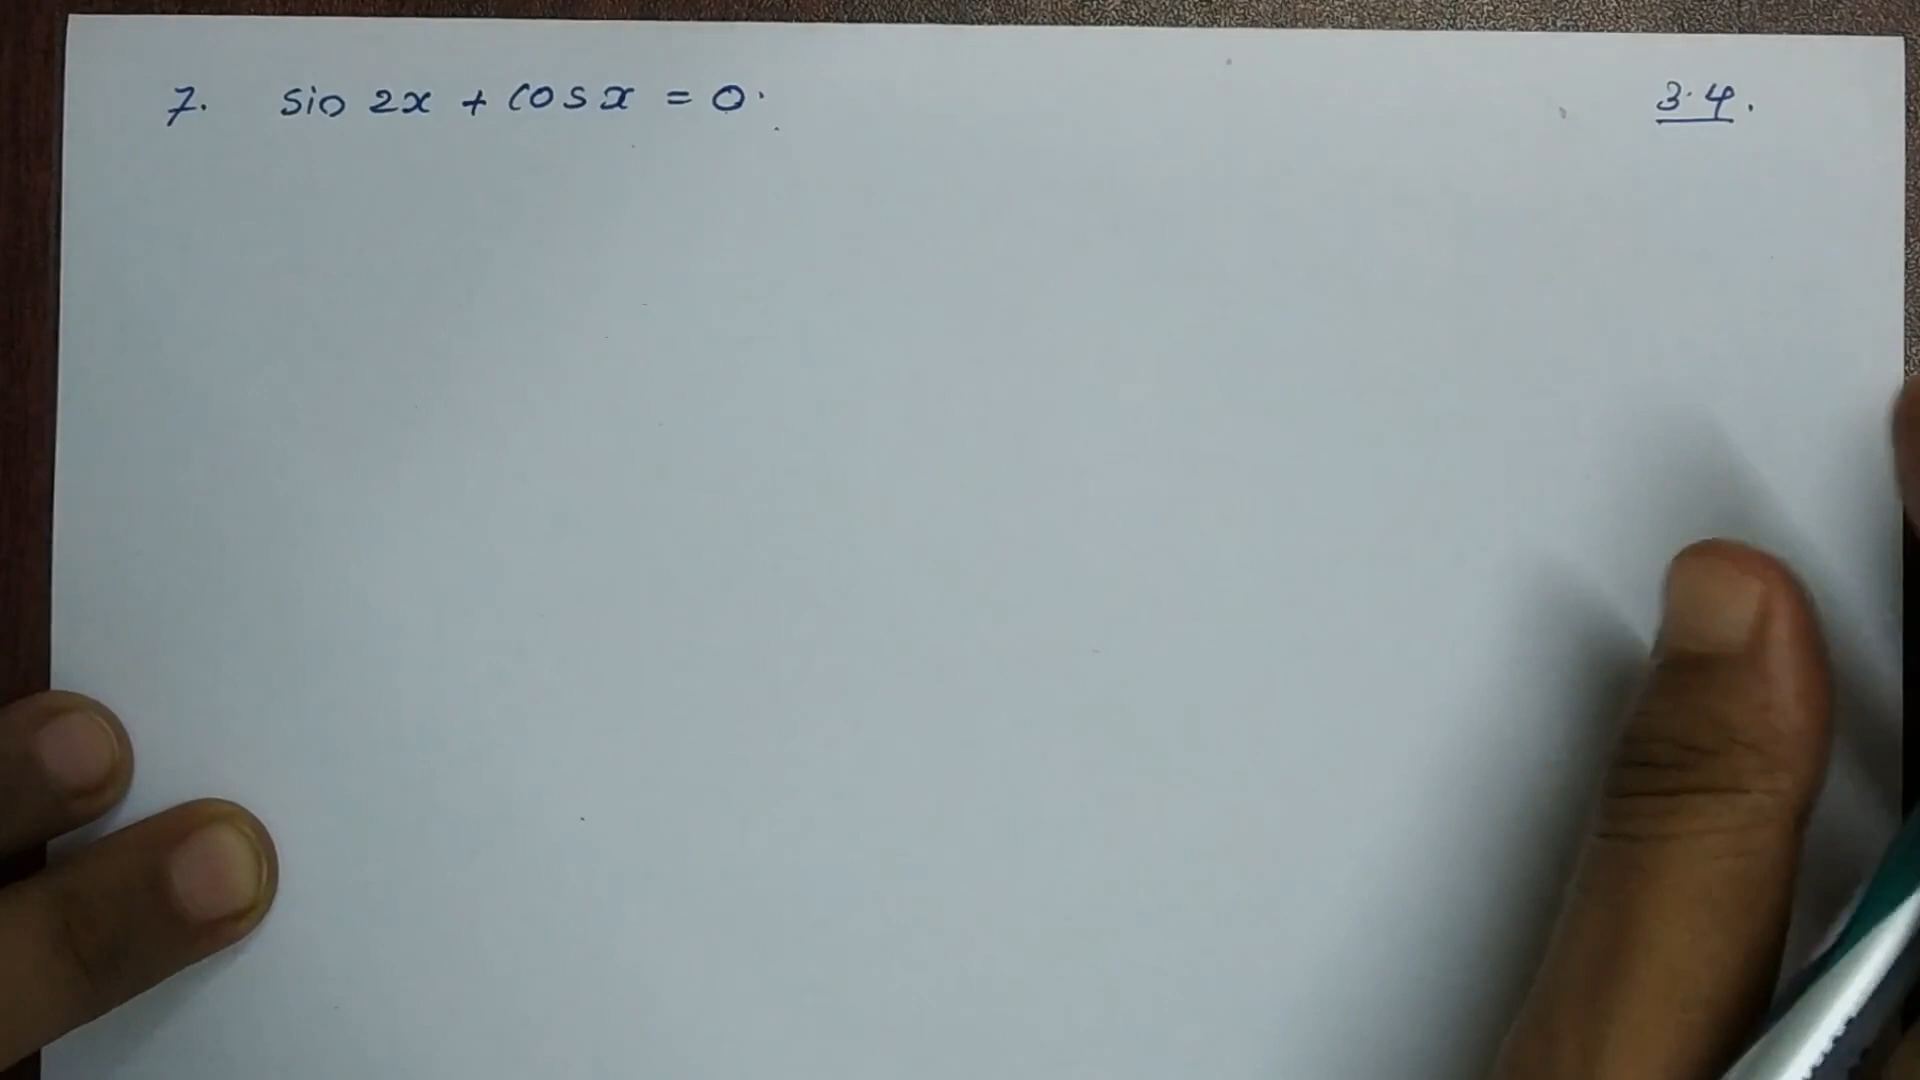 7. sin 2x + cos x = 0.
3.4.